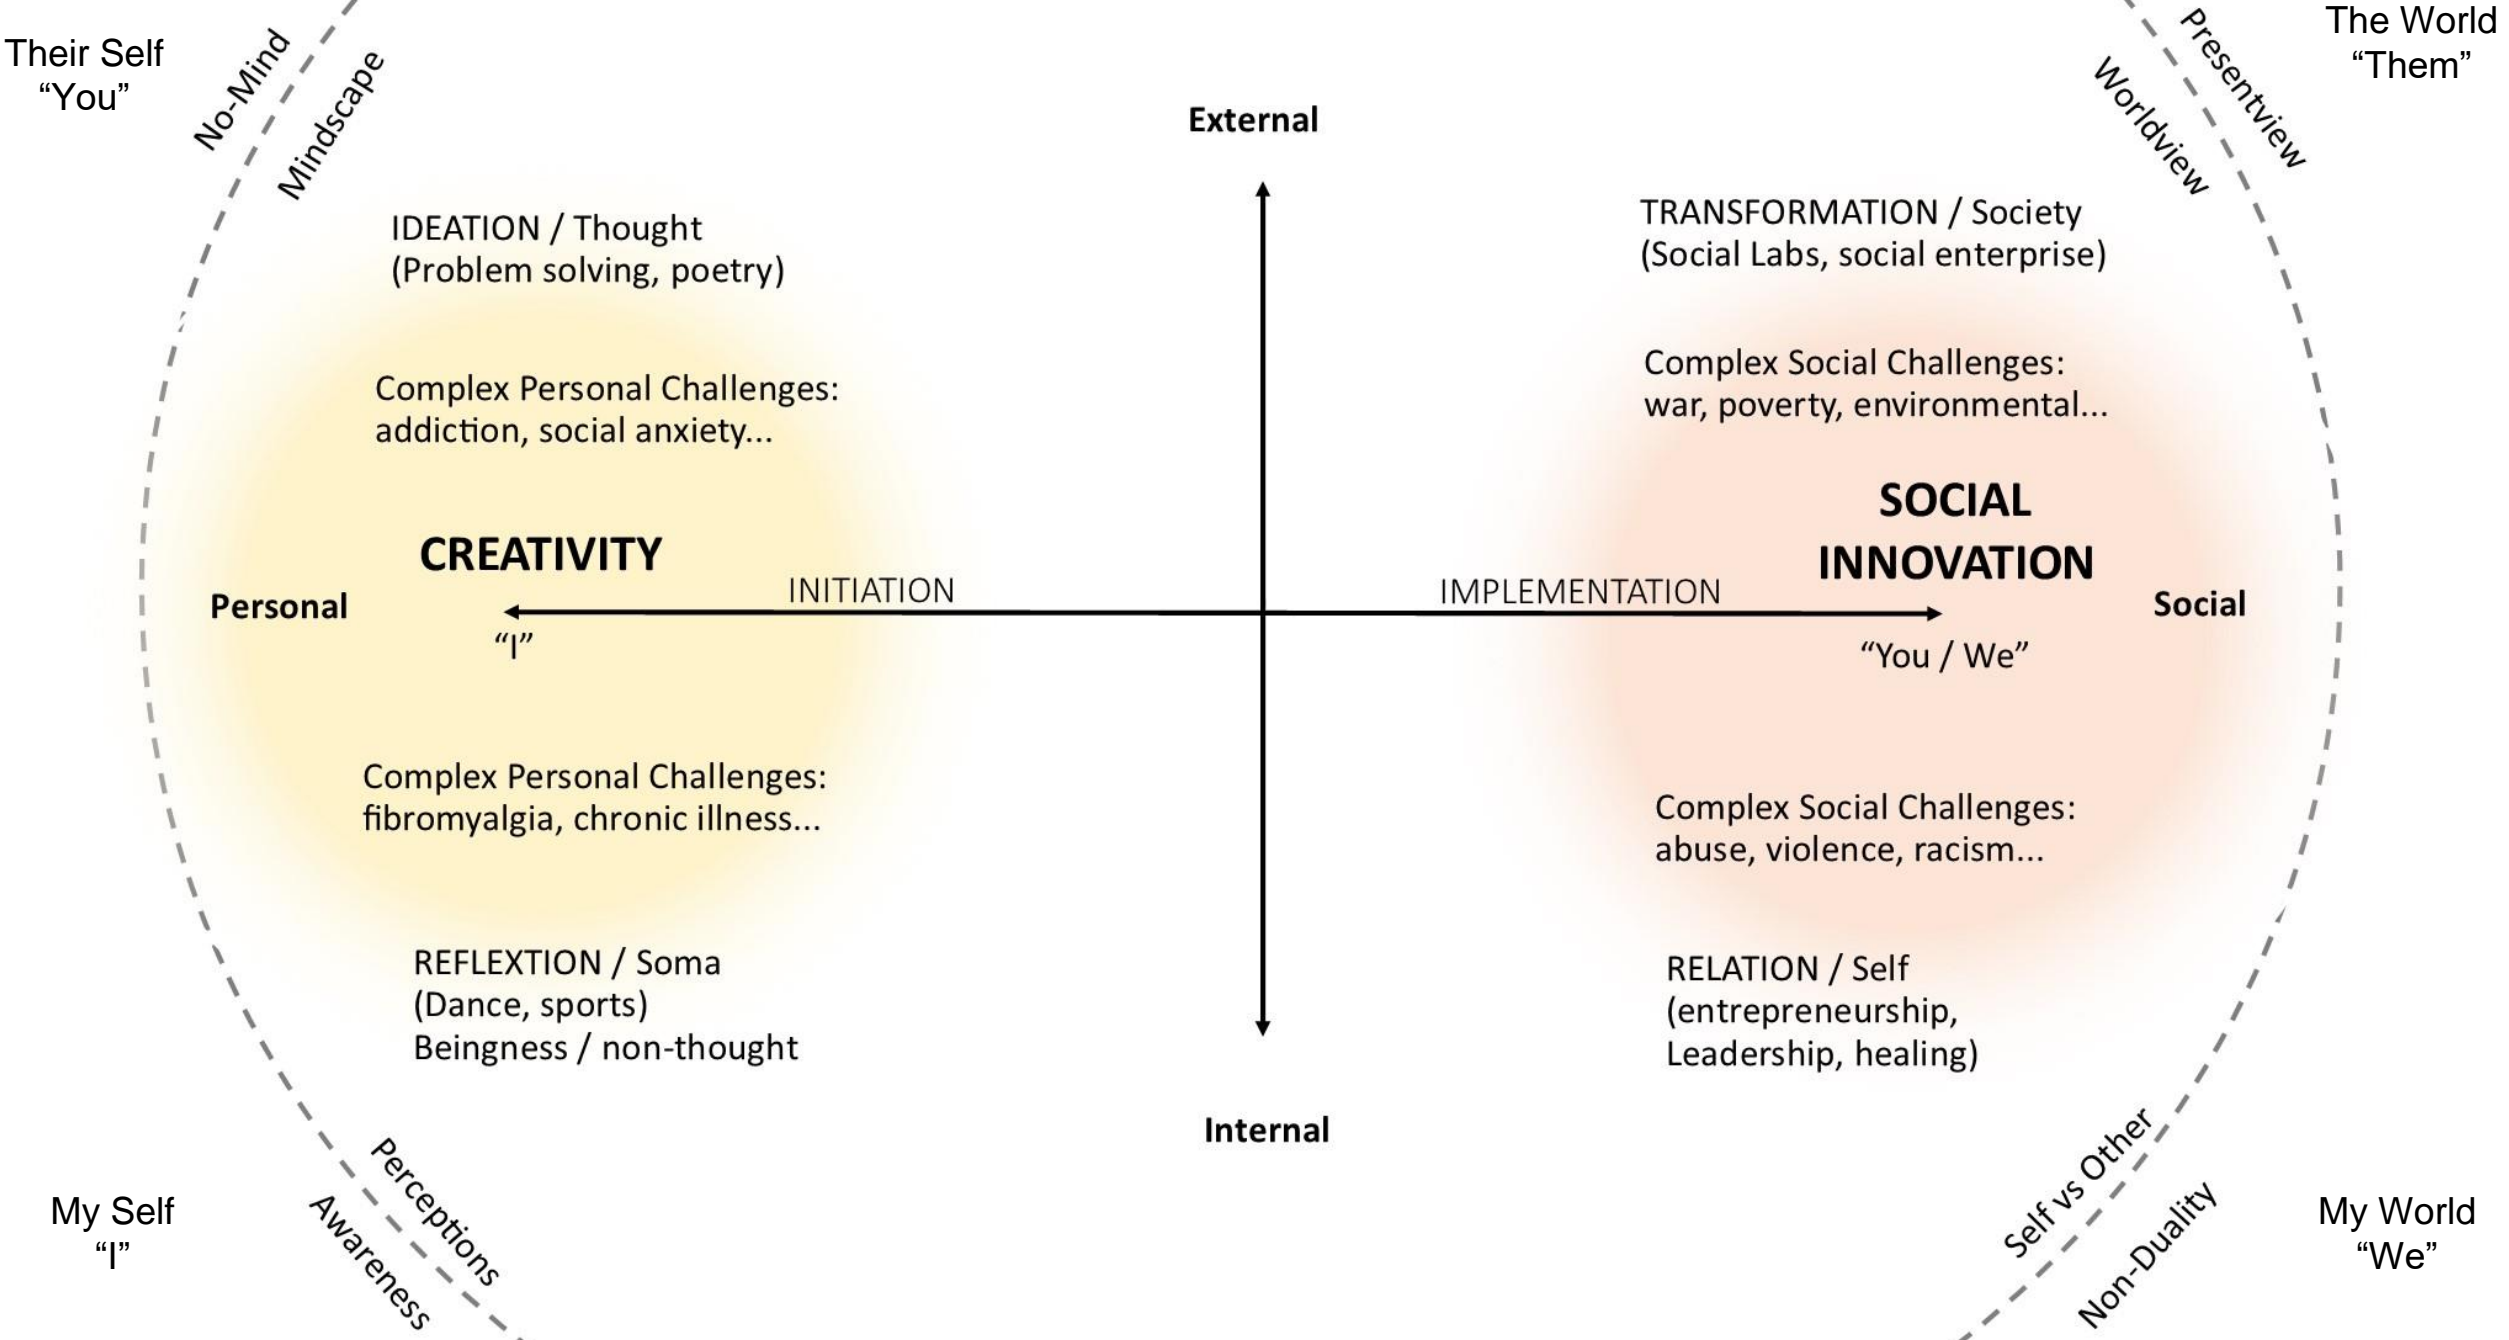 Their Self
“You”
No-Mind
Mindscape
External
Presentview
Worldview
The World
“Them”
IDEATION / Thought
(Problem solving, poetry)
Complex Personal Challenges:
addiction, social anxiety...
TRANSFORMATION / Society
(Social Labs, social enterprise)
Complex Social Challenges:
war, poverty, environmental...
CREATIVITY
SOCIAL
INNOVATION
INITIATION
IMPLEMENTATION
Personal
Social
“I”
“You / We”
Complex Personal Challenges:
fibromyalgia, chronic illness...
REFLEXTION / Soma
(Dance, sports)
Beingness / non-thought
Complex Social Challenges:
abuse, violence, racism...
RELATION / Self
(entrepreneurship,
Leadership, healing)
Internal
My Self
“I”
Perceptions
Awareness
Self vs Other
Non-Duality
My World
“We”